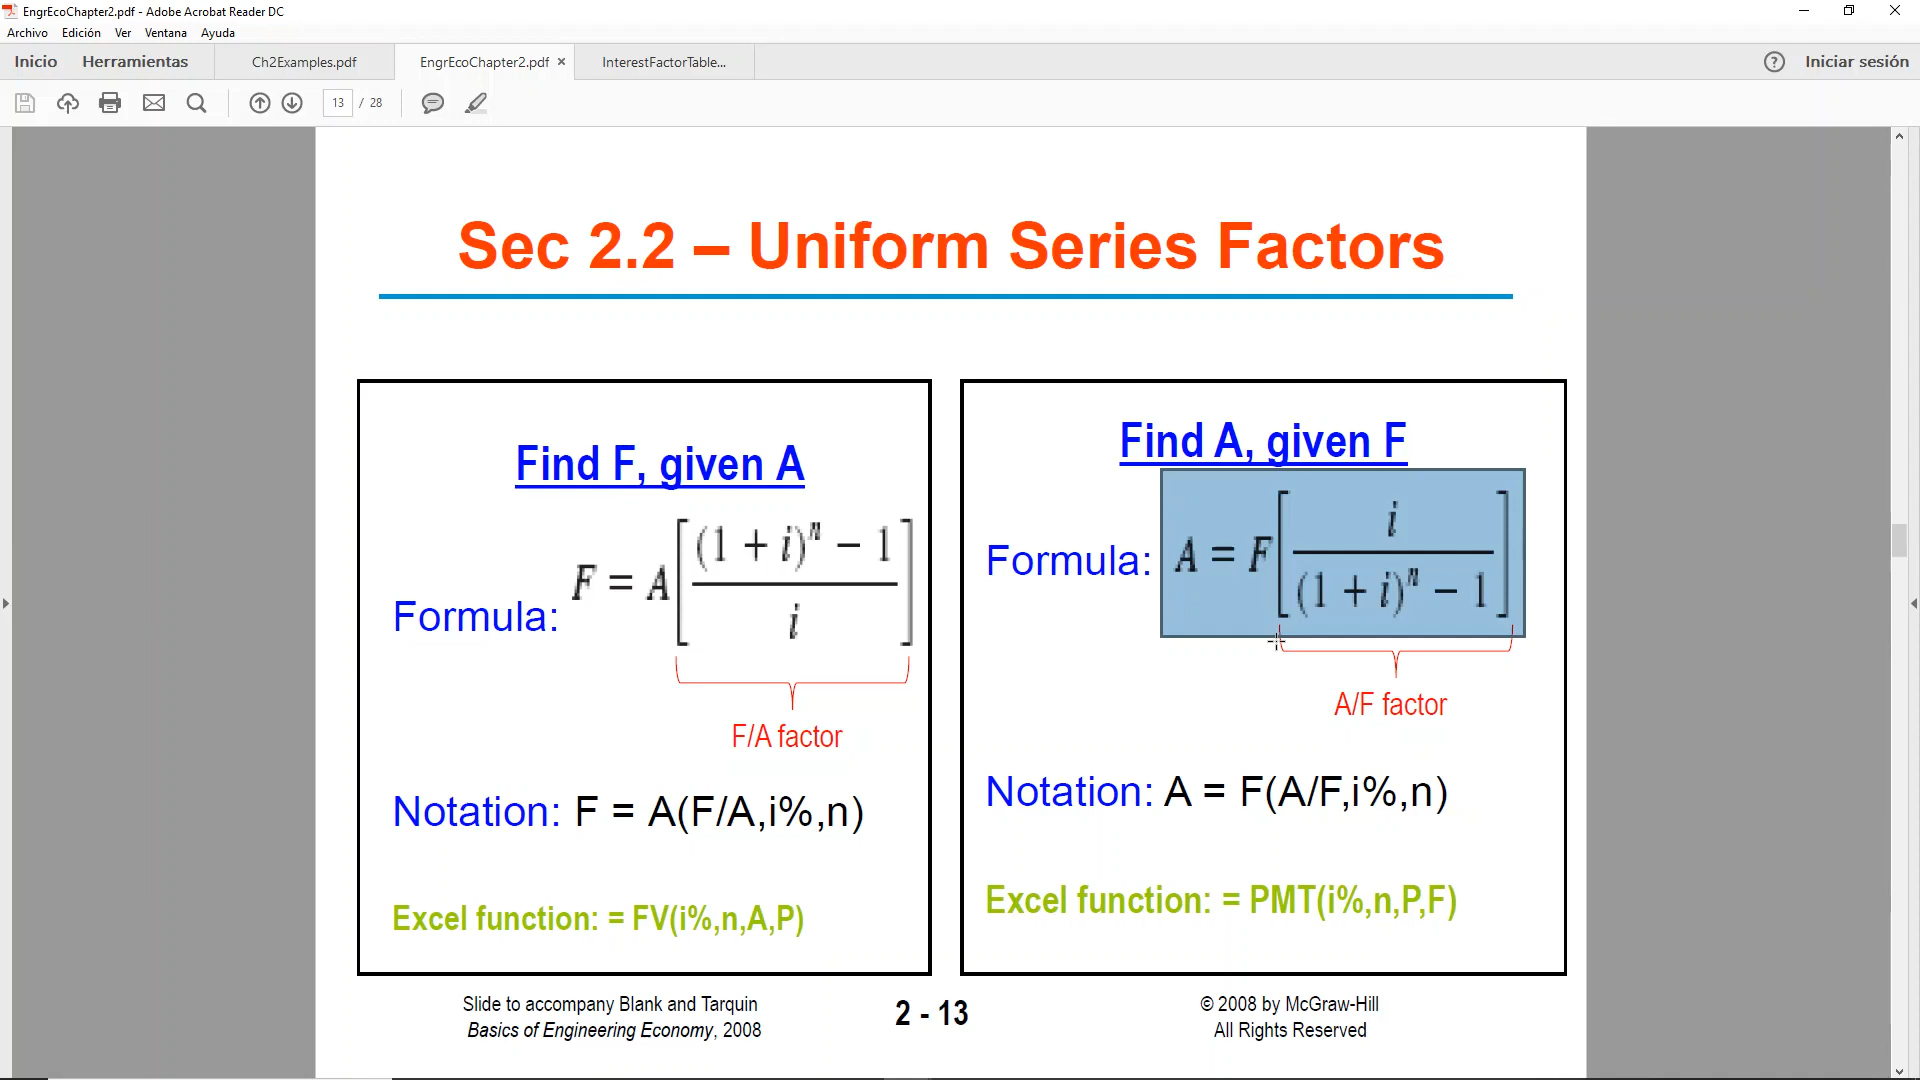 EngrEcoChapter2.pdf - Adobe Acrobat Reader DC
Archivo Edición Ver Ventana Ayuda
Inicio Herramientas Ch2Examples.pdf EngrEcoChapter2.pdf × InterestFactorTable... ? Iniciar sesión
13 / 28
Sec 2.2 – Uniform Series Factors
Find F, given A
Formula: F = A[((1 + i)^n − 1) / i]
F/A factor
Notation: F = A(F/A,i%,n)
Excel function: = FV(i%,n,A,P)
Find A, given F
Formula: A = F[i / ((1 + i)^n − 1)]
A/F factor
Notation: A = F(A/F,i%,n)
Excel function: = PMT(i%,n,P,F)
Slide to accompany Blank and Tarquin
Basics of Engineering Economy, 2008
2 - 13
© 2008 by McGraw-Hill
All Rights Reserved